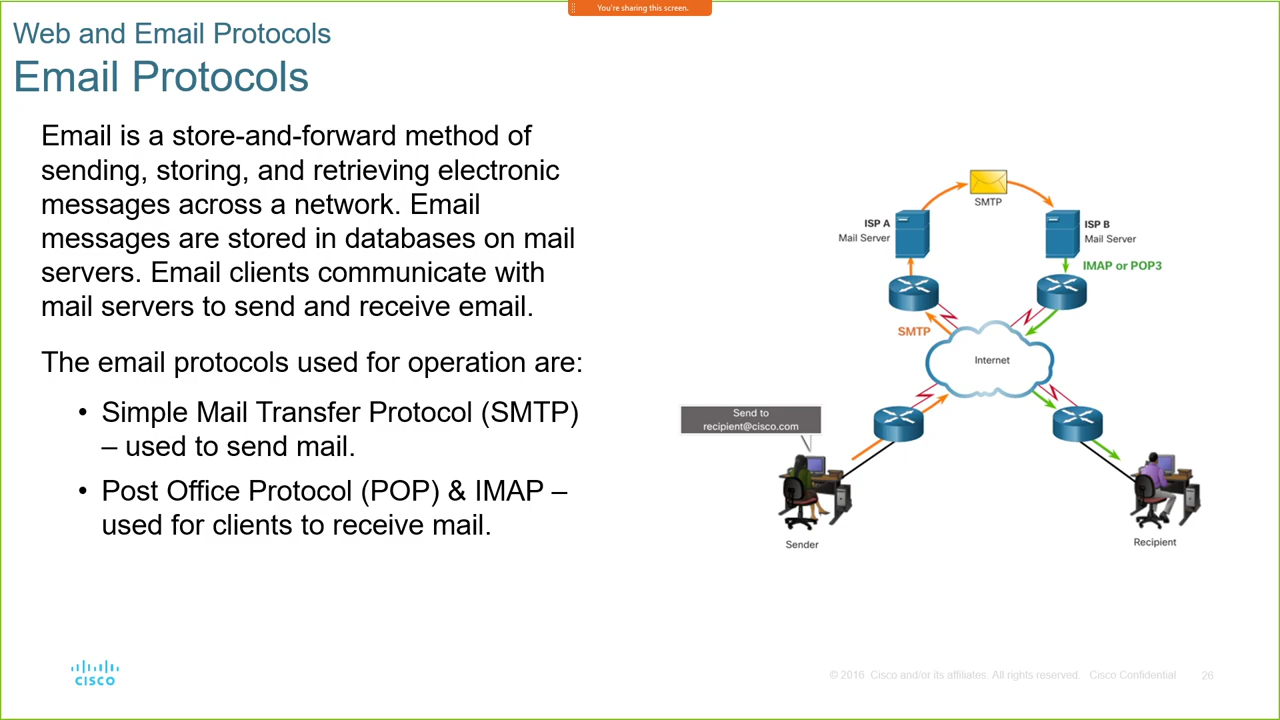 You're sharing this screen.
Web and Email Protocols
Email Protocols
Email is a store-and-forward method of
sending, storing, and retrieving electronic
messages across a network. Email
messages are stored in databases on mail
servers. Email clients communicate with
mail servers to send and receive email.
The email protocols used for operation are:
• Simple Mail Transfer Protocol (SMTP)
– used to send mail.
• Post Office Protocol (POP) & IMAP –
used for clients to receive mail.
SMTP
ISP A
Mail Server
ISP B
Mail Server
IMAP or POP3
SMTP
Internet
Send to
recipient@cisco.com
Sender
Recipient
CISCO
© 2016 Cisco and/or its affiliates. All rights reserved. Cisco Confidential 26